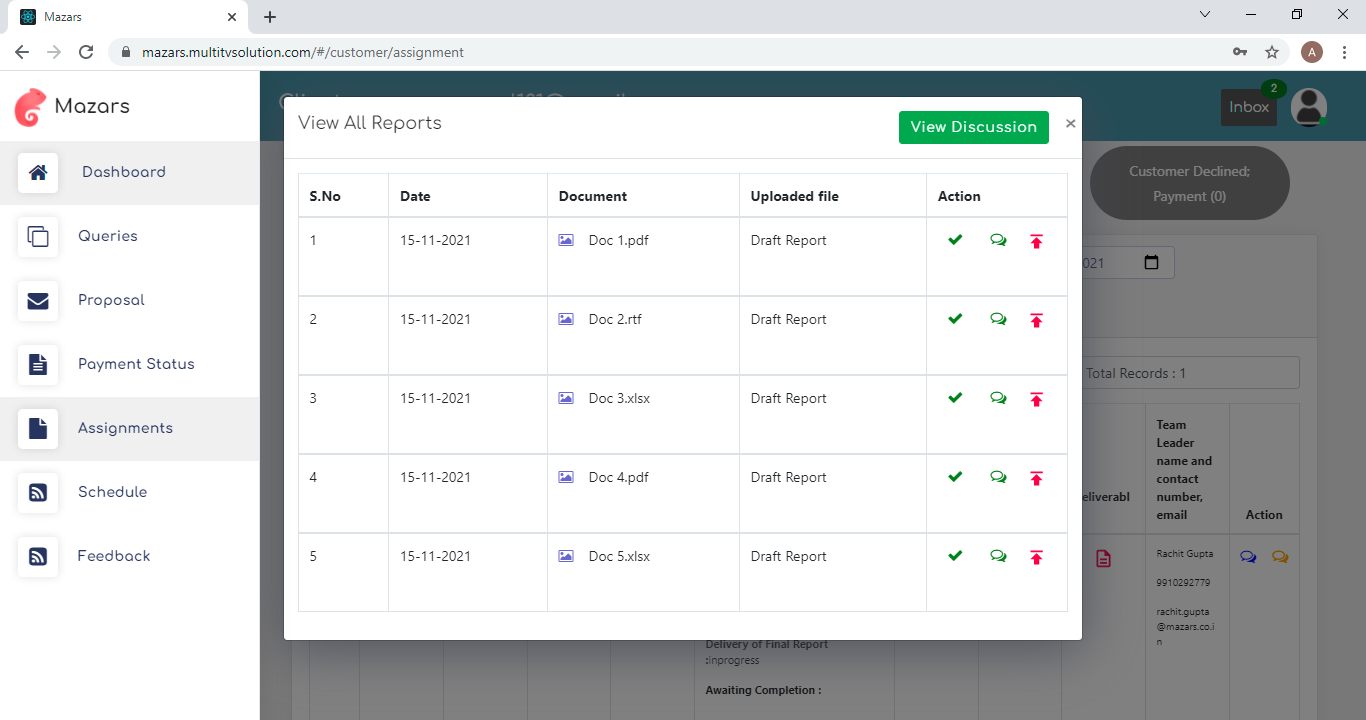 Mazars
mazars.multitvsolution.com/#/customer/assignment
A
Mazars
Inbox
2
Dashboard
Queries
Proposal
Payment Status
Assignments
Schedule
Feedback
Customer Declined;
Payment (0)
View All Reports
View Discussion
×
S.No Date Document Uploaded file Action
1 15-11-2021 Doc 1.pdf Draft Report
2 15-11-2021 Doc 2.rtf Draft Report
3 15-11-2021 Doc 3.xlsx Draft Report
4 15-11-2021 Doc 4.pdf Draft Report
5 15-11-2021 Doc 5.xlsx Draft Report
021
Total Records : 1
eliverabl
Team
Leader
name and
contact
number,
email
Action
Rachit Gupta
9910292779
rachit.gupta
@mazars.co.i
n
Delivery of Final Report
:inprogress
Awaiting Completion :